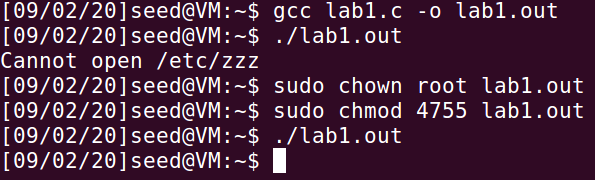 [09/02/20]seed@VM:~$ gcc lab1.c -o lab1.out
[09/02/20]seed@VM:~$ ./lab1.out
Cannot open /etc/zzz
[09/02/20]seed@VM:~$ sudo chown root lab1.out
[09/02/20]seed@VM:~$ sudo chmod 4755 lab1.out
[09/02/20]seed@VM:~$ ./lab1.out
[09/02/20]seed@VM:~$